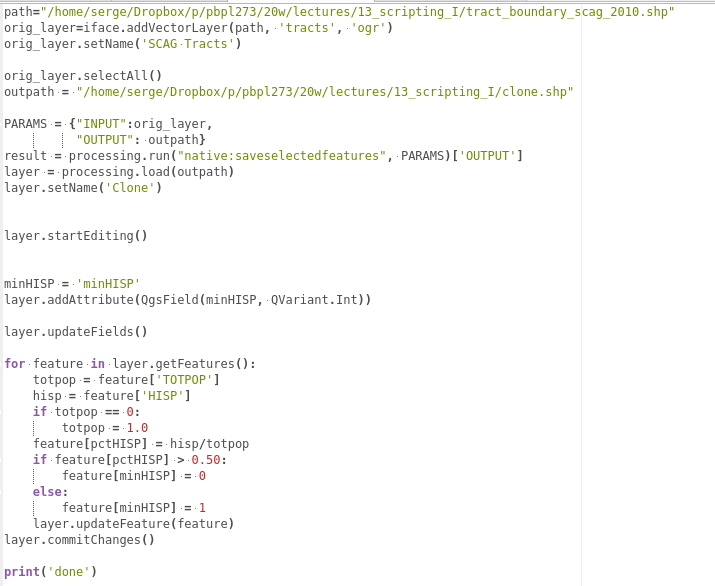 path="/home/serge/Dropbox/p/pbpl273/20w/lectures/13_scripting_I/tract_boundary_scag_2010.shp"
orig_layer=iface.addVectorLayer(path, 'tracts', 'ogr')
orig_layer.setName('SCAG Tracts')
orig_layer.selectAll()
outpath = "/home/serge/Dropbox/p/pbpl273/20w/lectures/13_scripting_I/clone.shp"
PARAMS = {"INPUT":orig_layer,
          "OUTPUT": outpath}
result = processing.run("native:saveselectedfeatures", PARAMS)['OUTPUT']
layer = processing.load(outpath)
layer.setName('Clone')
layer.startEditing()
minHISP = 'minHISP'
layer.addAttribute(QgsField(minHISP, QVariant.Int))
layer.updateFields()
for feature in layer.getFeatures():
    totpop = feature['TOTPOP']
    hisp = feature['HISP']
    if totpop == 0:
        totpop = 1.0
    feature[pctHISP] = hisp/totpop
    if feature[pctHISP] > 0.50:
        feature[minHISP] = 0
    else:
        feature[minHISP] = 1
    layer.updateFeature(feature)
layer.commitChanges()
print('done')